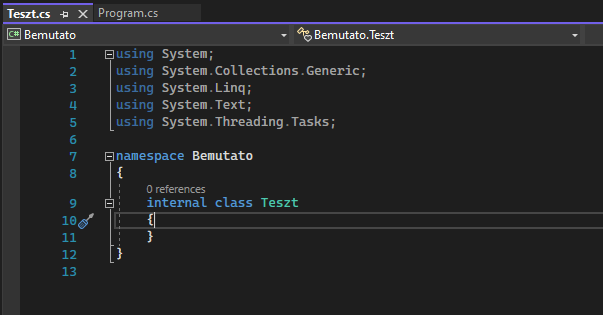 Teszt.cs Program.cs
C# Bemutato Bemutato.Teszt
1 using System;
2 using System.Collections.Generic;
3 using System.Linq;
4 using System.Text;
5 using System.Threading.Tasks;
6
7 namespace Bemutato
8 {
0 references
9 internal class Teszt
10 {
11 }
12 }
13